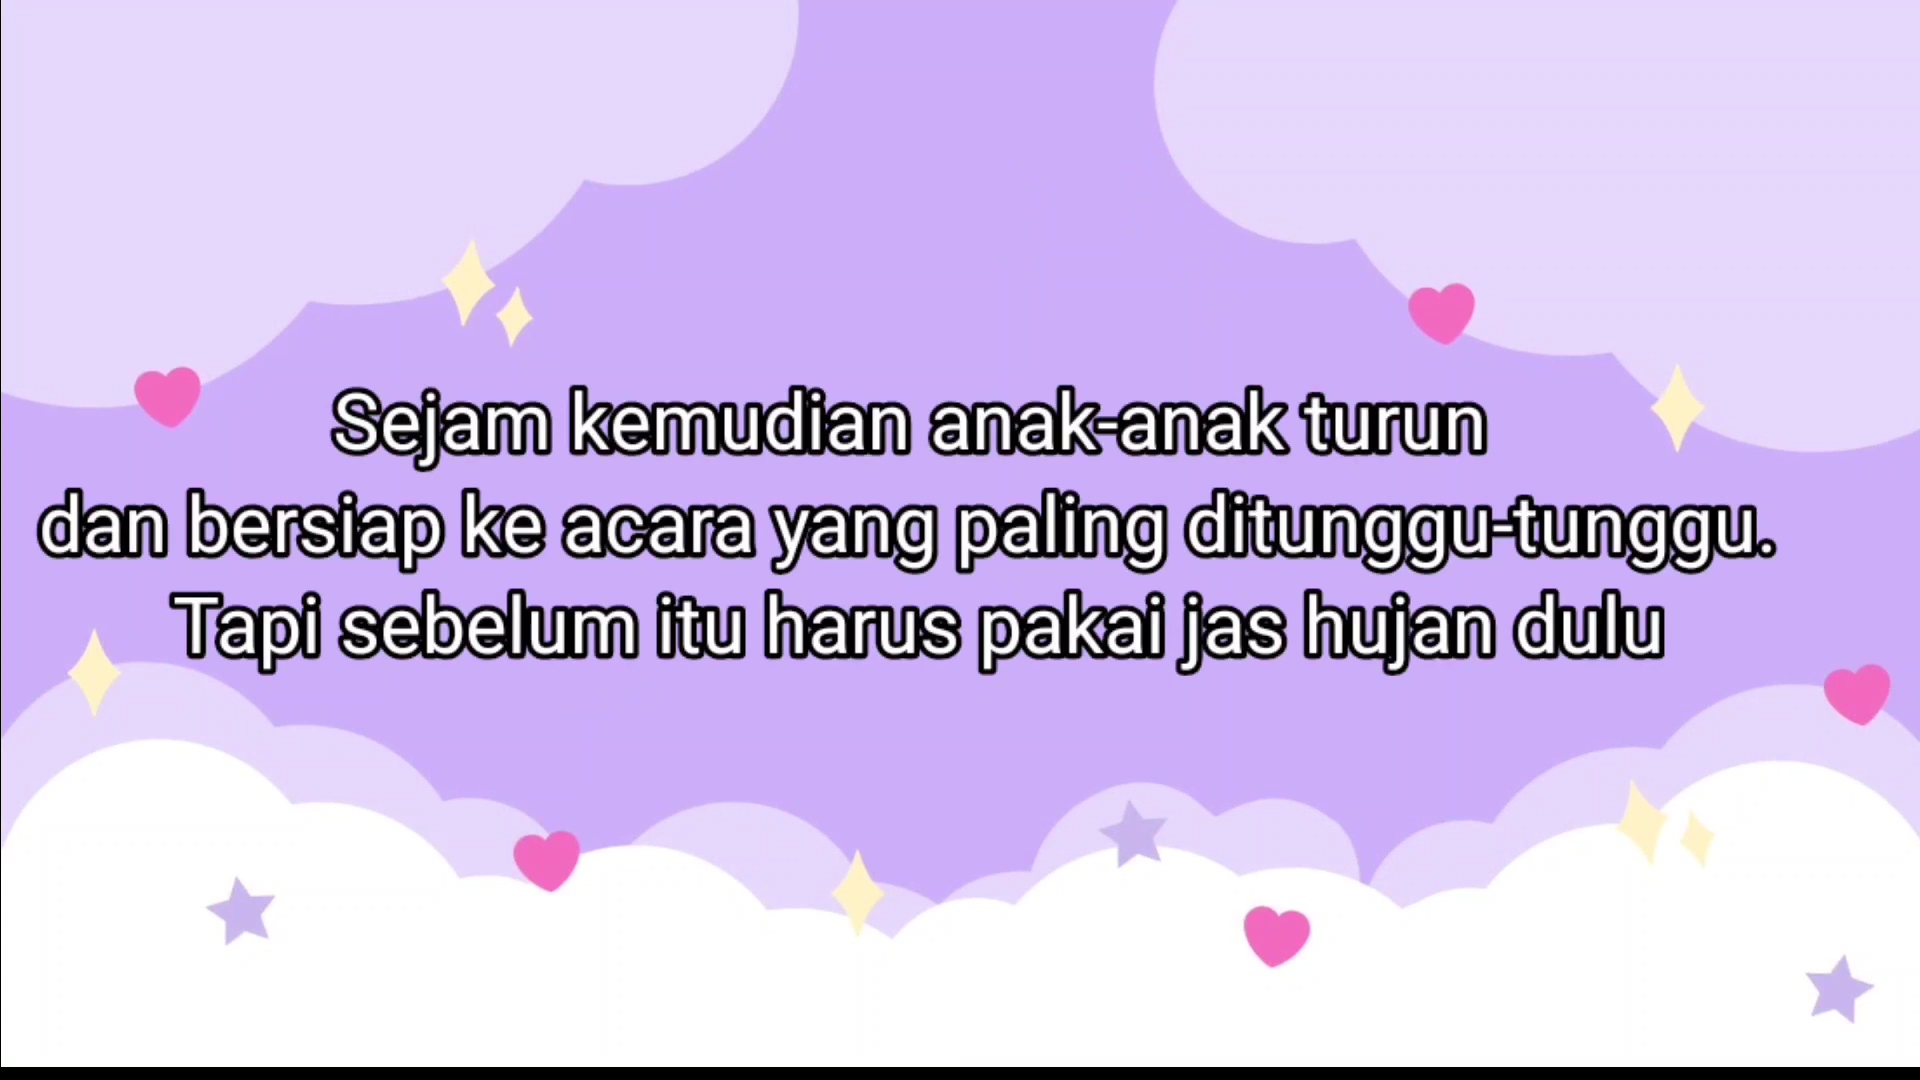 Sejam kemudian anak-anak turun
dan bersiap ke acara yang paling ditunggu-tunggu.
Tapi sebelum itu harus pakai jas hujan dulu